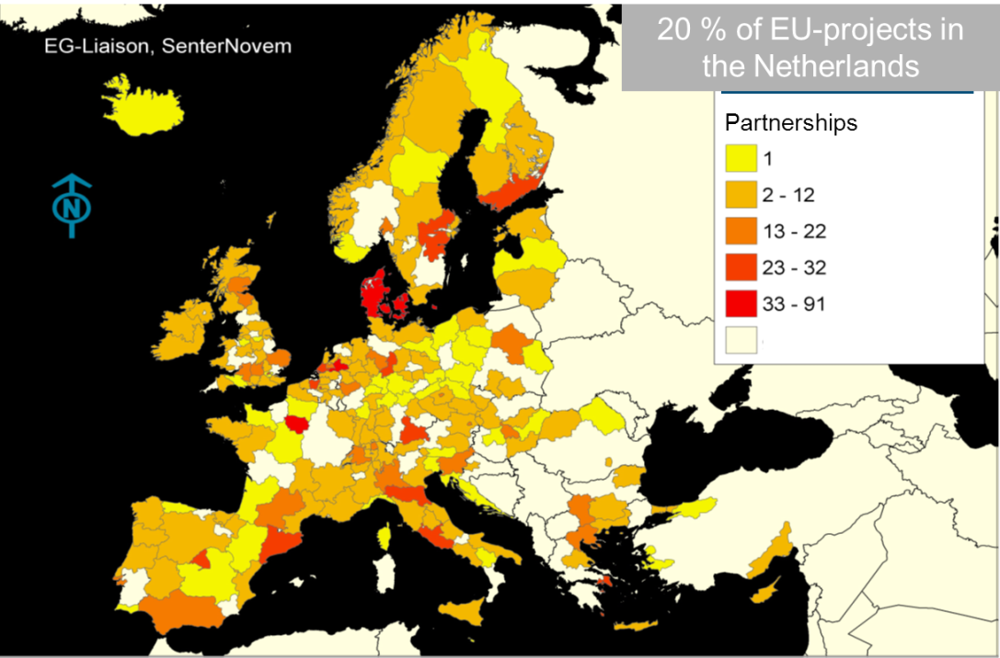 EG-Liaison, SenterNovem
20 % of EU-projects in
the Netherlands
N
Partnerships
1
2 - 12
13 - 22
23 - 32
33 - 91